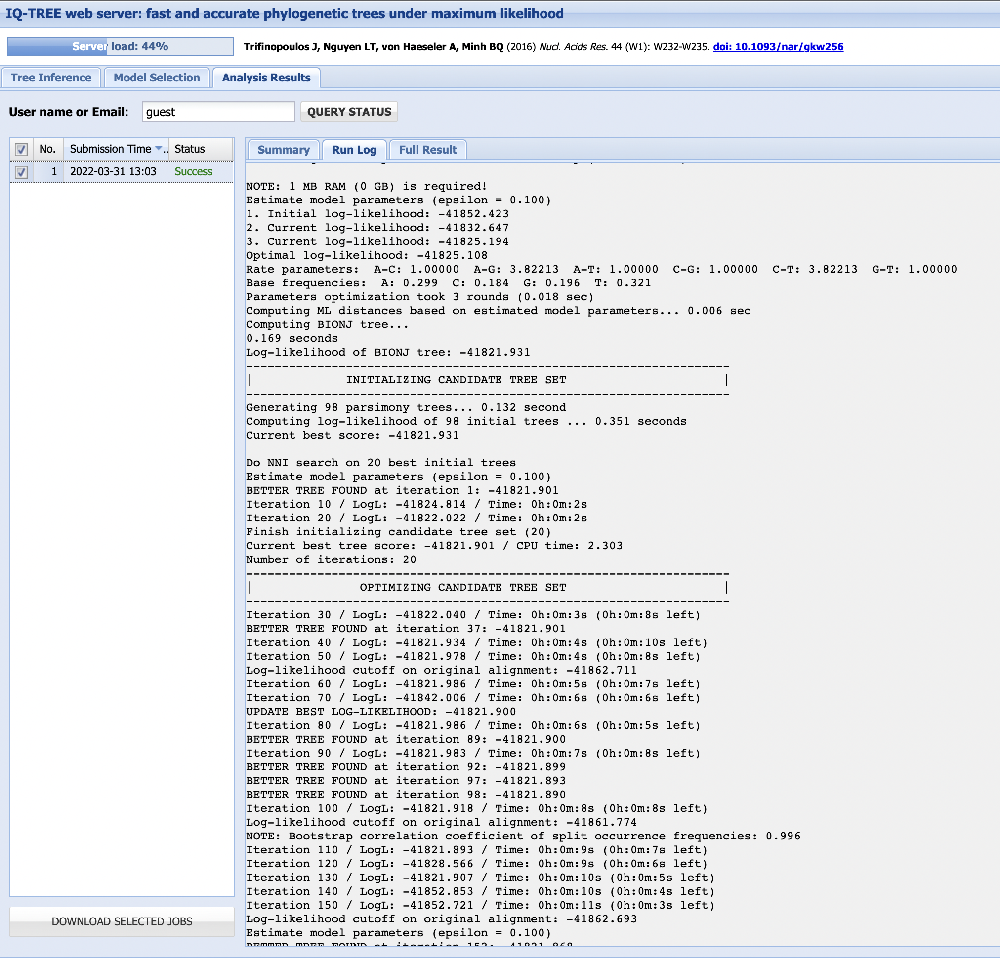 IQ-TREE web server: fast and accurate phylogenetic trees under maximum likelihood
Server load: 44%
Trifinopoulos J, Nguyen LT, von Haeseler A, Minh BQ (2016) Nucl. Acids Res. 44 (W1): W232-W235. doi: 10.1093/nar/gkw256
Tree Inference
Model Selection
Analysis Results
User name or Email:
guest
QUERY STATUS
No.
Submission Time
Status
1
2022-03-31 13:03
Success
DOWNLOAD SELECTED JOBS
Summary
Run Log
Full Result
NOTE: 1 MB RAM (0 GB) is required!
Estimate model parameters (epsilon = 0.100)
1. Initial log-likelihood: -41852.423
2. Current log-likelihood: -41832.647
3. Current log-likelihood: -41825.194
Optimal log-likelihood: -41825.108
Rate parameters:  A-C: 1.00000  A-G: 3.82213  A-T: 1.00000  C-G: 1.00000  C-T: 3.82213  G-T: 1.00000
Base frequencies:  A: 0.299  C: 0.184  G: 0.196  T: 0.321
Parameters optimization took 3 rounds (0.018 sec)
Computing ML distances based on estimated model parameters... 0.006 sec
Computing BIONJ tree...
0.169 seconds
Log-likelihood of BIONJ tree: -41821.931
--------------------------------------------------------------------
|             INITIALIZING CANDIDATE TREE SET                      |
--------------------------------------------------------------------
Generating 98 parsimony trees... 0.132 second
Computing log-likelihood of 98 initial trees ... 0.351 seconds
Current best score: -41821.931
Do NNI search on 20 best initial trees
Estimate model parameters (epsilon = 0.100)
BETTER TREE FOUND at iteration 1: -41821.901
Iteration 10 / LogL: -41824.814 / Time: 0h:0m:2s
Iteration 20 / LogL: -41822.022 / Time: 0h:0m:2s
Finish initializing candidate tree set (20)
Current best tree score: -41821.901 / CPU time: 2.303
Number of iterations: 20
--------------------------------------------------------------------
|               OPTIMIZING CANDIDATE TREE SET                      |
--------------------------------------------------------------------
Iteration 30 / LogL: -41822.040 / Time: 0h:0m:3s (0h:0m:8s left)
BETTER TREE FOUND at iteration 37: -41821.901
Iteration 40 / LogL: -41821.934 / Time: 0h:0m:4s (0h:0m:10s left)
Iteration 50 / LogL: -41821.978 / Time: 0h:0m:4s (0h:0m:8s left)
Log-likelihood cutoff on original alignment: -41862.711
Iteration 60 / LogL: -41821.986 / Time: 0h:0m:5s (0h:0m:7s left)
Iteration 70 / LogL: -41842.006 / Time: 0h:0m:6s (0h:0m:6s left)
UPDATE BEST LOG-LIKELIHOOD: -41821.900
Iteration 80 / LogL: -41821.986 / Time: 0h:0m:6s (0h:0m:5s left)
BETTER TREE FOUND at iteration 89: -41821.900
Iteration 90 / LogL: -41821.983 / Time: 0h:0m:7s (0h:0m:8s left)
BETTER TREE FOUND at iteration 92: -41821.899
BETTER TREE FOUND at iteration 97: -41821.893
BETTER TREE FOUND at iteration 98: -41821.890
Iteration 100 / LogL: -41821.918 / Time: 0h:0m:8s (0h:0m:8s left)
Log-likelihood cutoff on original alignment: -41861.774
NOTE: Bootstrap correlation coefficient of split occurrence frequencies: 0.996
Iteration 110 / LogL: -41821.893 / Time: 0h:0m:9s (0h:0m:7s left)
Iteration 120 / LogL: -41828.566 / Time: 0h:0m:9s (0h:0m:6s left)
Iteration 130 / LogL: -41821.907 / Time: 0h:0m:10s (0h:0m:5s left)
Iteration 140 / LogL: -41852.853 / Time: 0h:0m:10s (0h:0m:4s left)
Iteration 150 / LogL: -41852.721 / Time: 0h:0m:11s (0h:0m:3s left)
Log-likelihood cutoff on original alignment: -41862.693
Estimate model parameters (epsilon = 0.100)
BETTER TREE FOUND at iteration 152: -41821.868